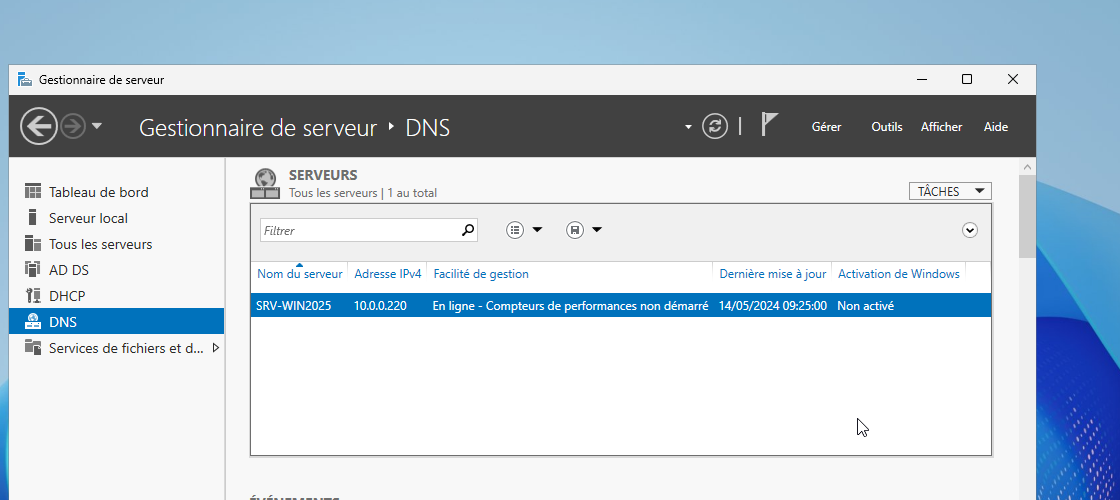 Gestionnaire de serveur
Gestionnaire de serveur ‣ DNS
Gérer Outils Afficher Aide
Tableau de bord
Serveur local
Tous les serveurs
AD DS
DHCP
DNS
Services de fichiers et d...
SERVEURS
Tous les serveurs | 1 au total
TÂCHES
Filtrer
Nom du serveur Adresse IPv4 Facilité de gestion Dernière mise à jour Activation de Windows
SRV-WIN2025 10.0.0.220 En ligne - Compteurs de performances non démarré 14/05/2024 09:25:00 Non activé
ÉVÉNEMENTS